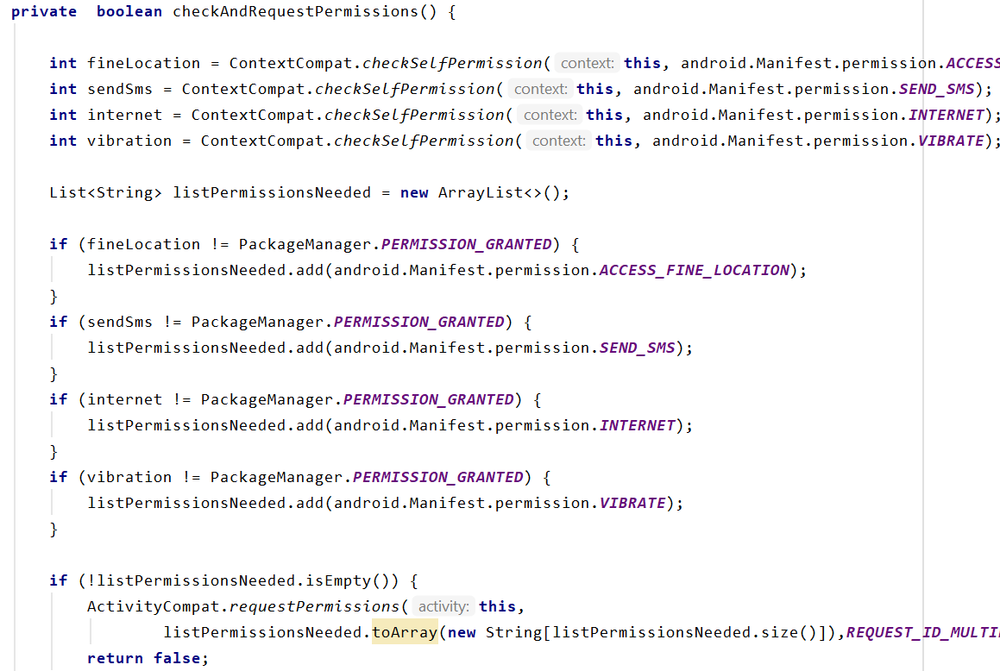 private  boolean checkAndRequestPermissions() {
int fineLocation = ContextCompat.checkSelfPermission( context: this, android.Manifest.permission.ACCESS
int sendSms = ContextCompat.checkSelfPermission( context: this, android.Manifest.permission.SEND_SMS);
int internet = ContextCompat.checkSelfPermission( context: this, android.Manifest.permission.INTERNET);
int vibration = ContextCompat.checkSelfPermission( context: this, android.Manifest.permission.VIBRATE);
List<String> listPermissionsNeeded = new ArrayList<>();
if (fineLocation != PackageManager.PERMISSION_GRANTED) {
listPermissionsNeeded.add(android.Manifest.permission.ACCESS_FINE_LOCATION);
}
if (sendSms != PackageManager.PERMISSION_GRANTED) {
listPermissionsNeeded.add(android.Manifest.permission.SEND_SMS);
}
if (internet != PackageManager.PERMISSION_GRANTED) {
listPermissionsNeeded.add(android.Manifest.permission.INTERNET);
}
if (vibration != PackageManager.PERMISSION_GRANTED) {
listPermissionsNeeded.add(android.Manifest.permission.VIBRATE);
}
if (!listPermissionsNeeded.isEmpty()) {
ActivityCompat.requestPermissions( activity: this,
listPermissionsNeeded.toArray(new String[listPermissionsNeeded.size()]),REQUEST_ID_MULTI
return false;